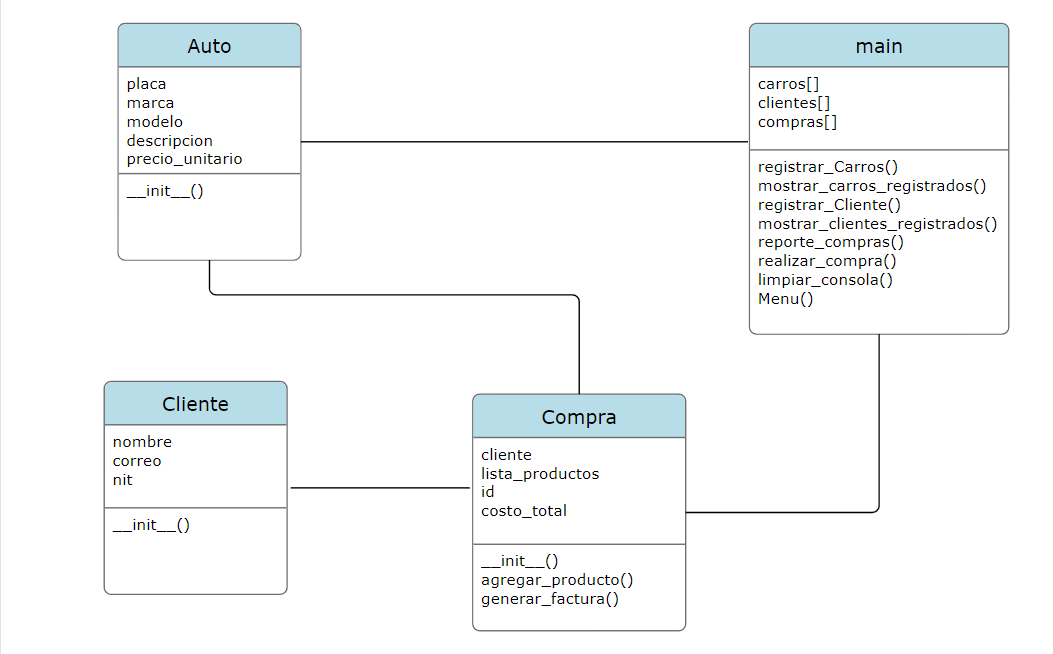 Auto
placa
marca
modelo
descripcion
precio_unitario
__init__()
main
carros[]
clientes[]
compras[]
registrar_Carros()
mostrar_carros_registrados()
registrar_Cliente()
mostrar_clientes_registrados()
reporte_compras()
realizar_compra()
limpiar_consola()
Menu()
Cliente
nombre
correo
nit
__init__()
Compra
cliente
lista_productos
id
costo_total
__init__()
agregar_producto()
generar_factura()